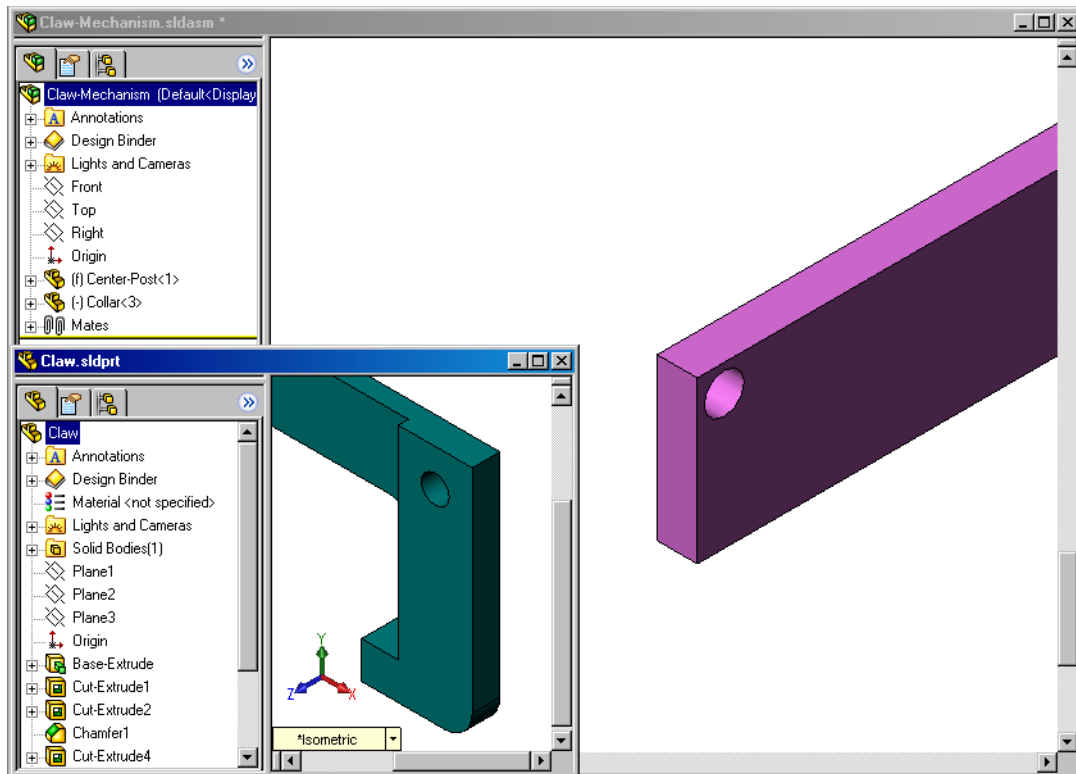 Claw-Mechanism.sldasm *
Claw-Mechanism (Default<Display
Annotations
Design Binder
Lights and Cameras
Front
Top
Right
Origin
(f) Center-Post<1>
(-) Collar<3>
Mates
Claw.sldprt
Claw
Annotations
Design Binder
Material <not specified>
Lights and Cameras
Solid Bodies(1)
Plane1
Plane2
Plane3
Origin
Base-Extrude
Cut-Extrude1
Cut-Extrude2
Chamfer1
Cut-Extrude4
Y
Z X
*Isometric